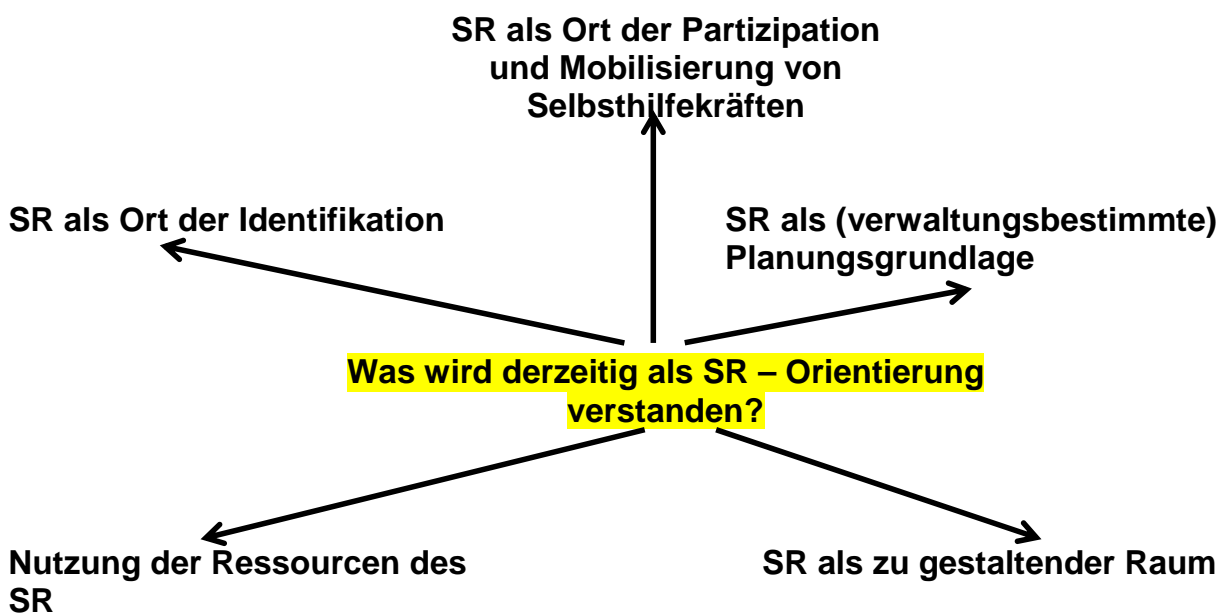 SR als Ort der Partizipation
und Mobilisierung von
Selbsthilfekräften
SR als Ort der Identifikation
SR als (verwaltungsbestimmte)
Planungsgrundlage
Was wird derzeitig als SR – Orientierung
verstanden?
Nutzung der Ressourcen des
SR
SR als zu gestaltender Raum